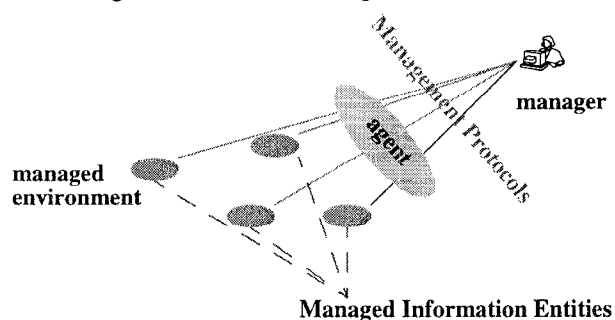 Management Protocols
manager
agent
managed
environment
Managed Information Entities